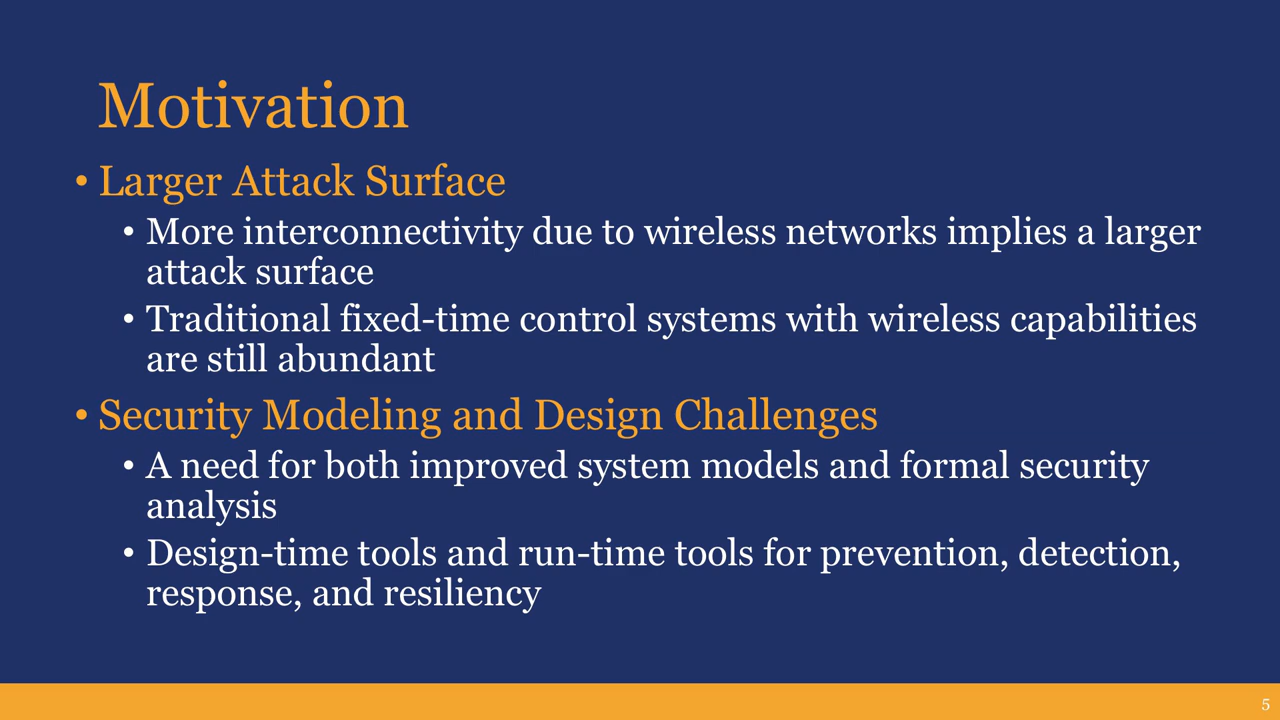 Motivation
• Larger Attack Surface
• More interconnectivity due to wireless networks implies a larger
attack surface
• Traditional fixed-time control systems with wireless capabilities
are still abundant
• Security Modeling and Design Challenges
• A need for both improved system models and formal security
analysis
• Design-time tools and run-time tools for prevention, detection,
response, and resiliency
5